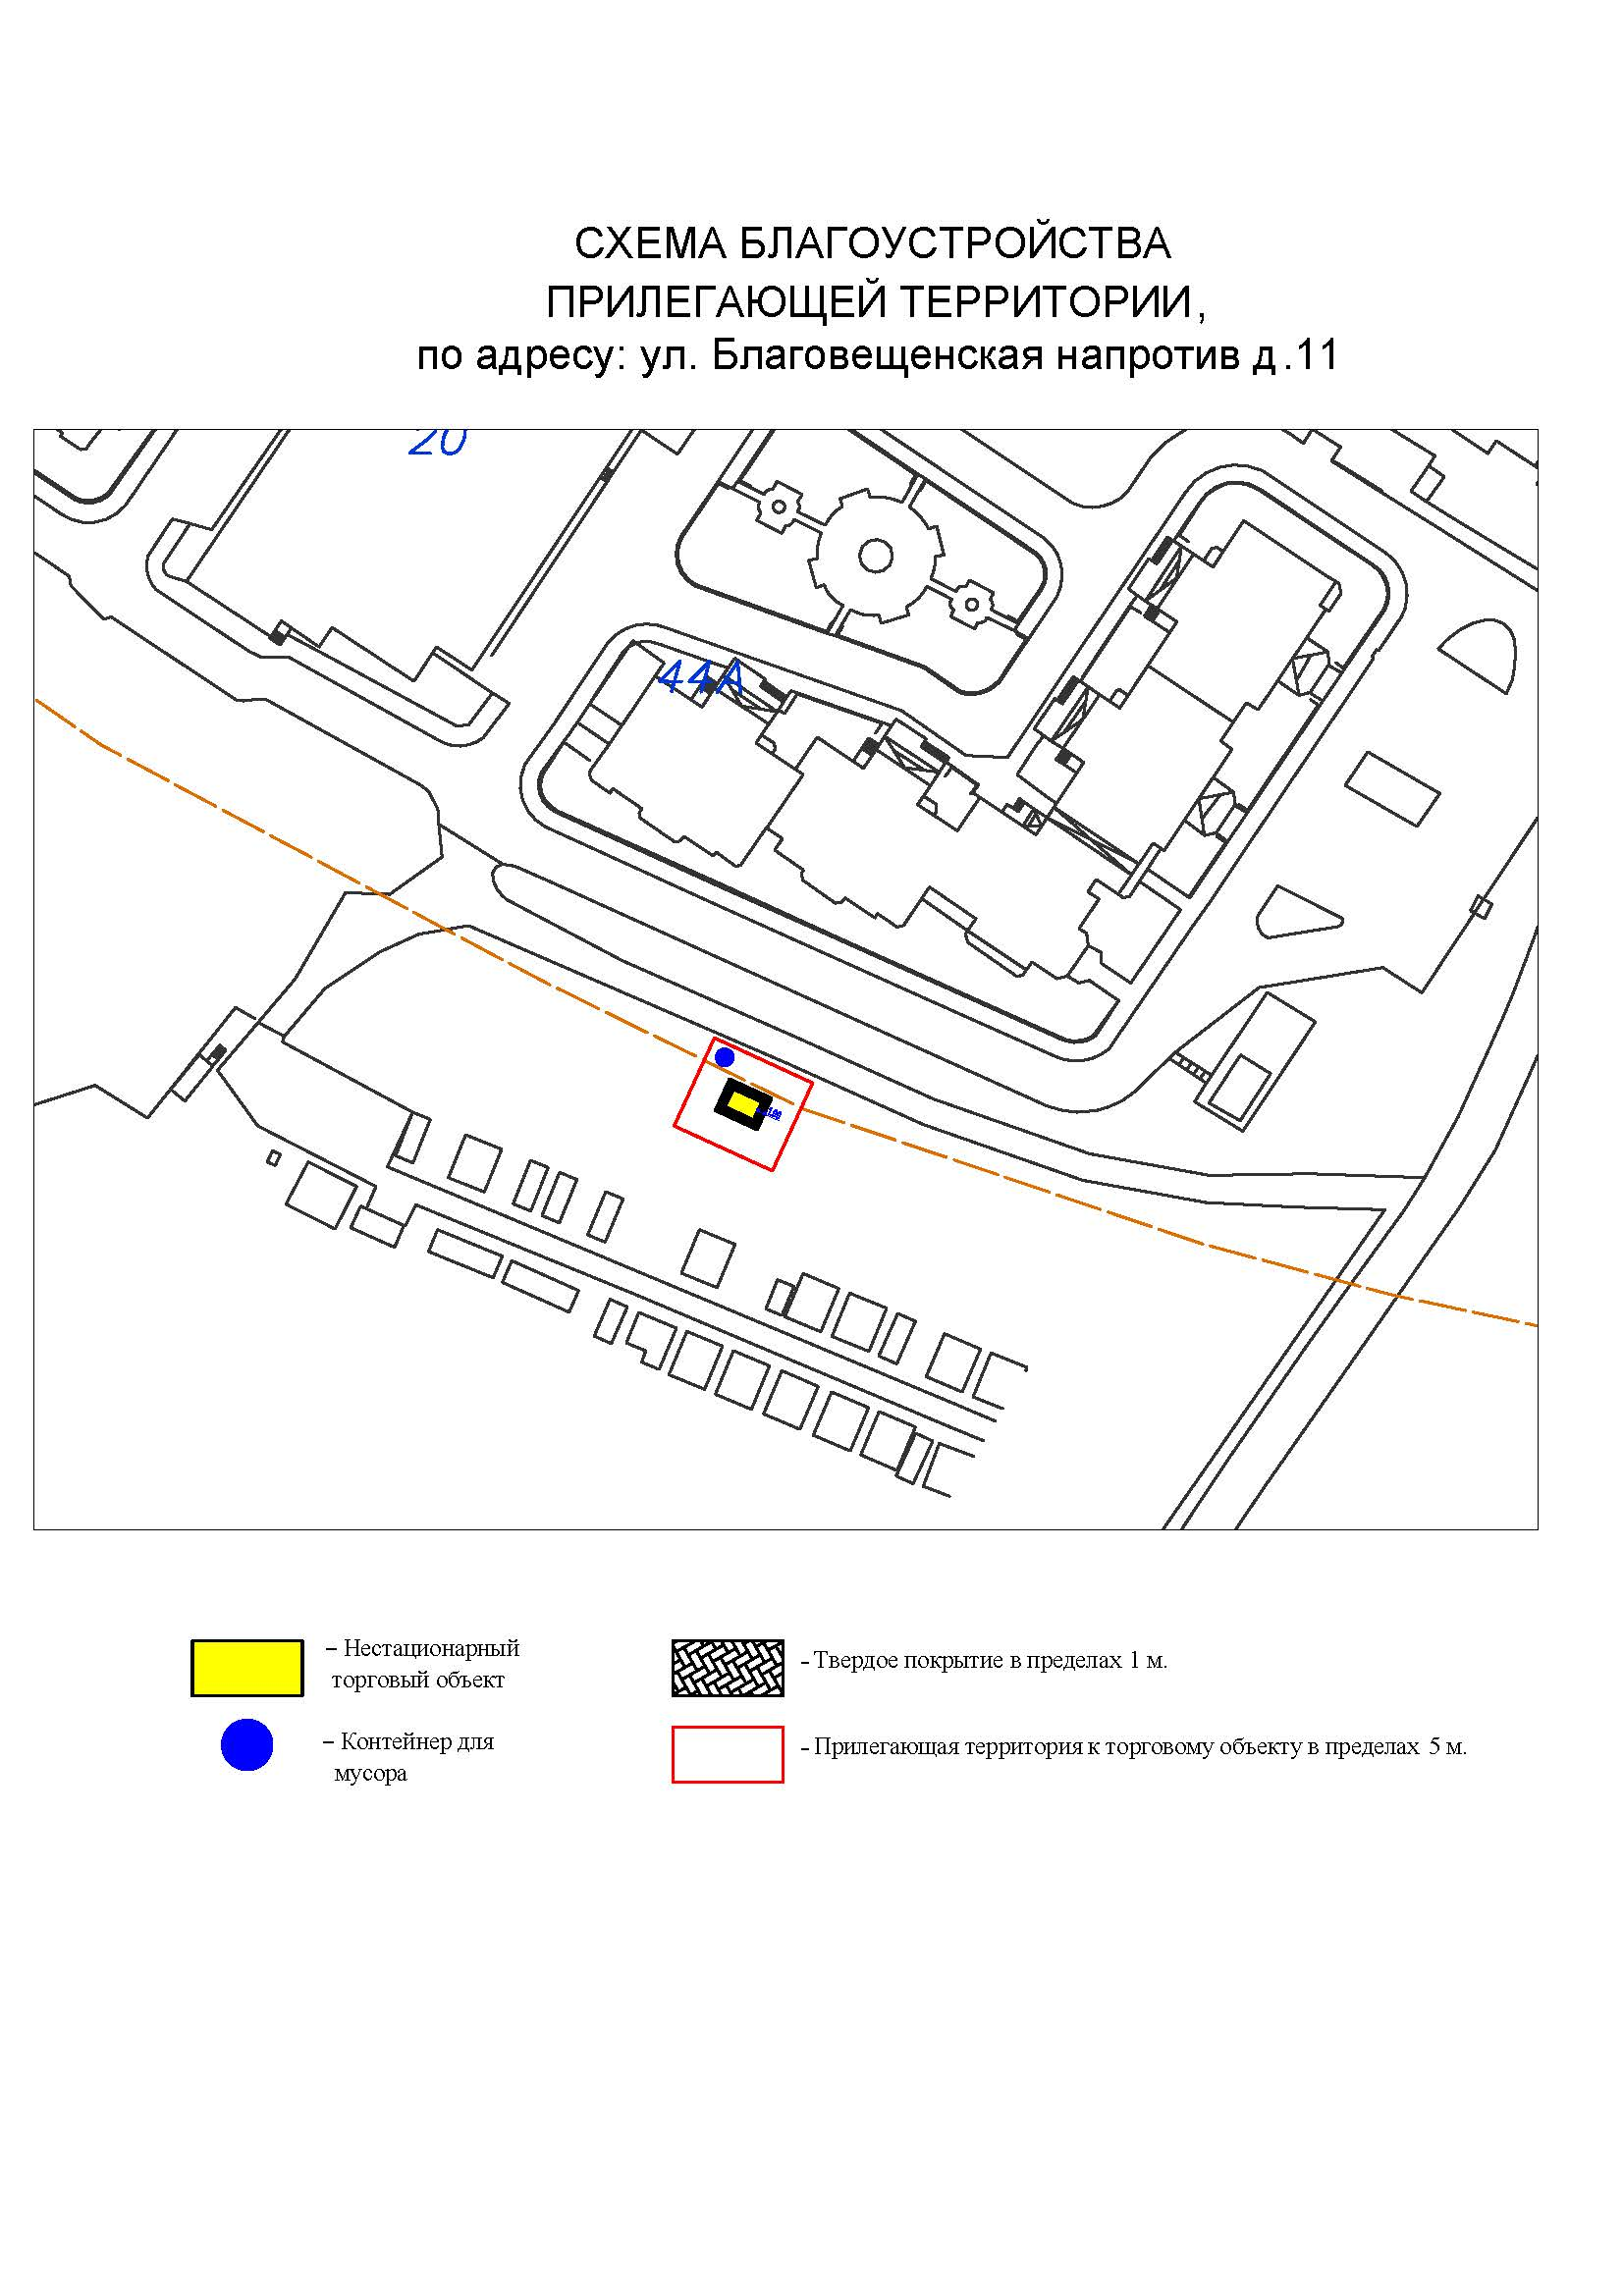 СХЕМА БЛАГОУСТРОЙСТВА
ПРИЛЕГАЮЩЕЙ ТЕРРИТОРИИ,
по адресу: ул. Благовещенская напротив д.11
20
44А
– Нестационарный
торговый объект
– Твердое покрытие в пределах 1 м.
– Контейнер для
мусора
– Прилегающая территория к торговому объекту в пределах 5 м.